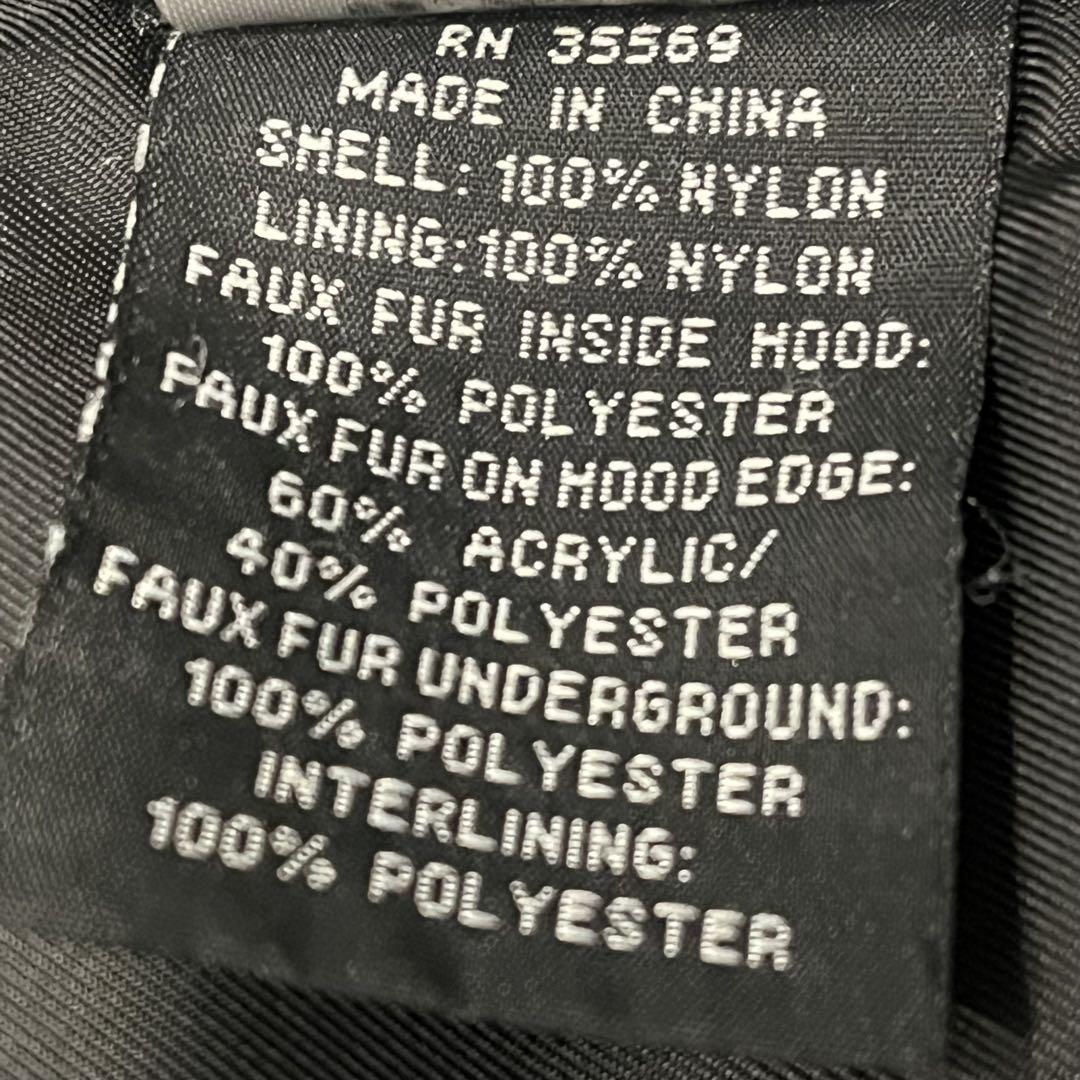 RN 35569
MADE IN CHINA
SHELL: 100% NYLON
LINING: 100% NYLON
FAUX FUR INSIDE HOOD:
100% POLYESTER
FAUX FUR ON HOOD EDGE:
60% ACRYLIC/
40% POLYESTER
FAUX FUR UNDERGROUND:
100% POLYESTER
INTERLINING:
100% POLYESTER